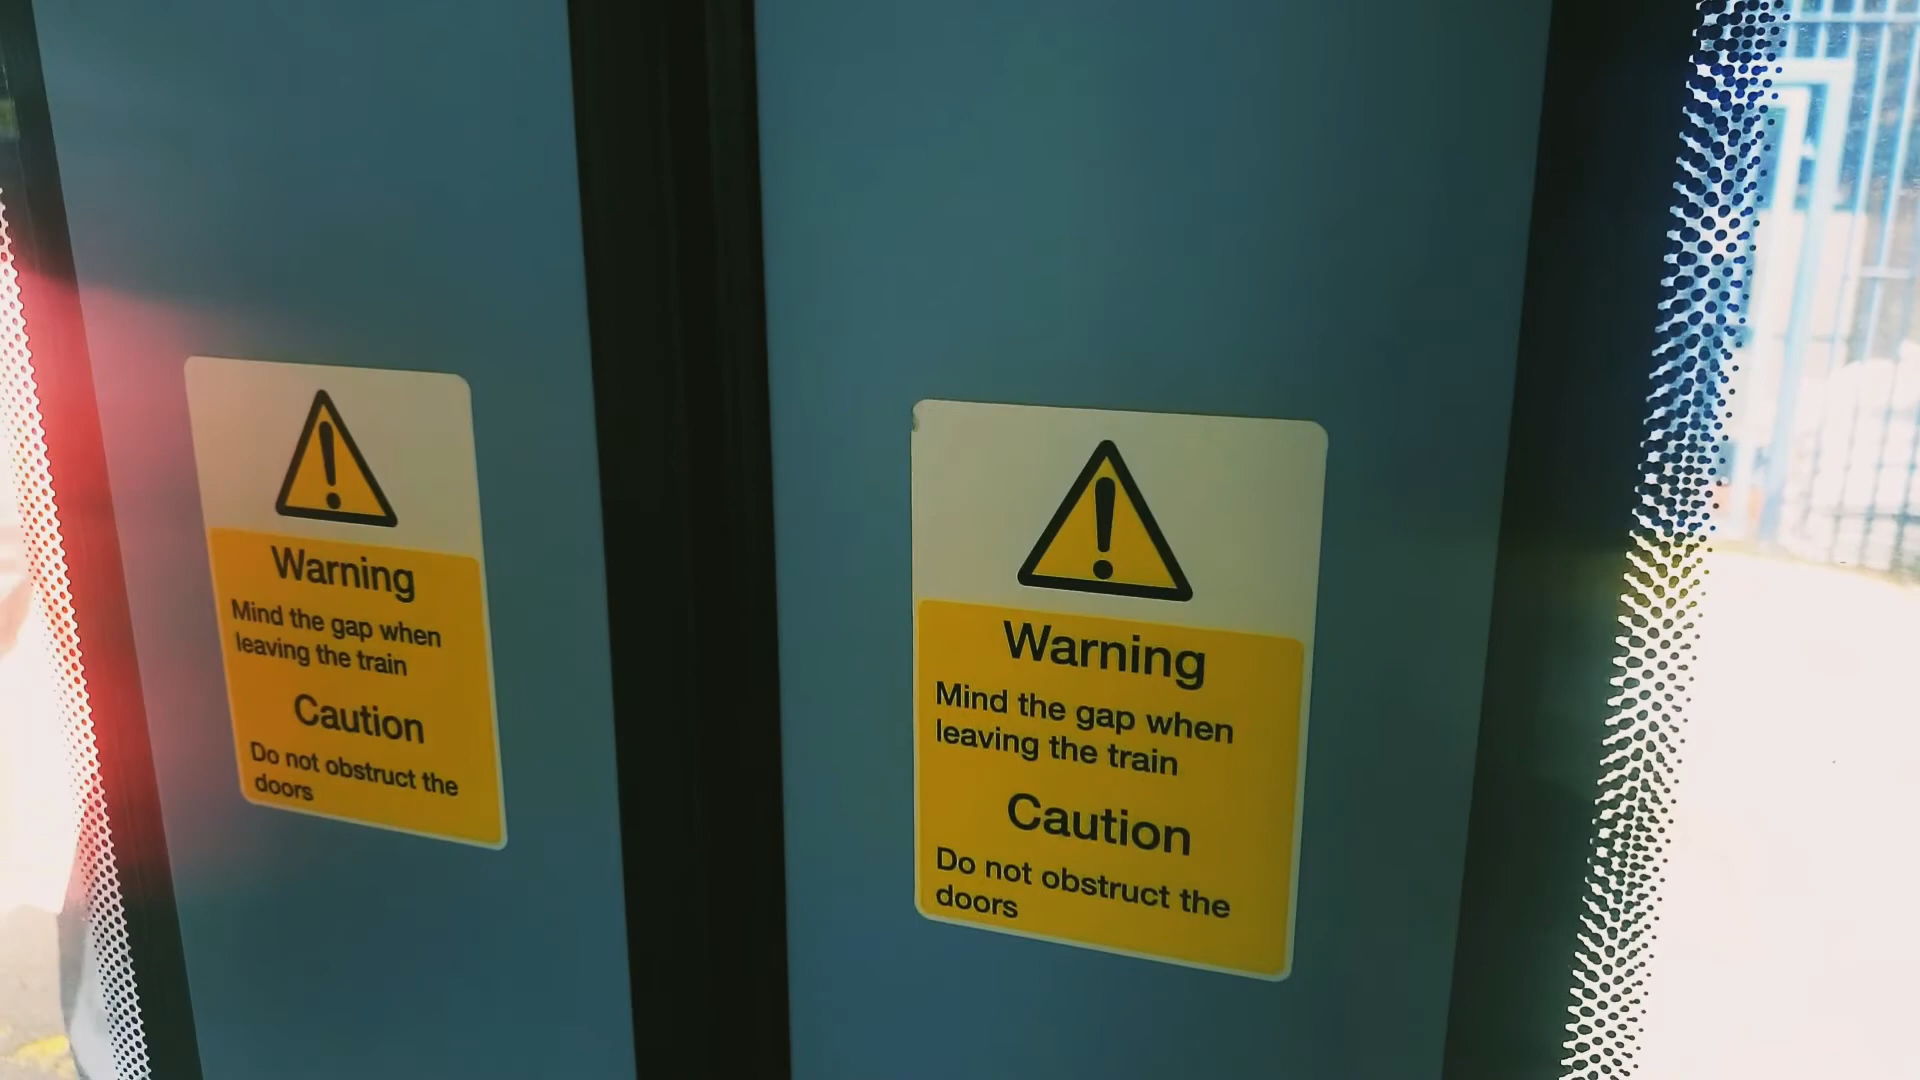 Warning
Mind the gap when
leaving the train
Caution
Do not obstruct the
doors
Warning
Mind the gap when
leaving the train
Caution
Do not obstruct the
doors